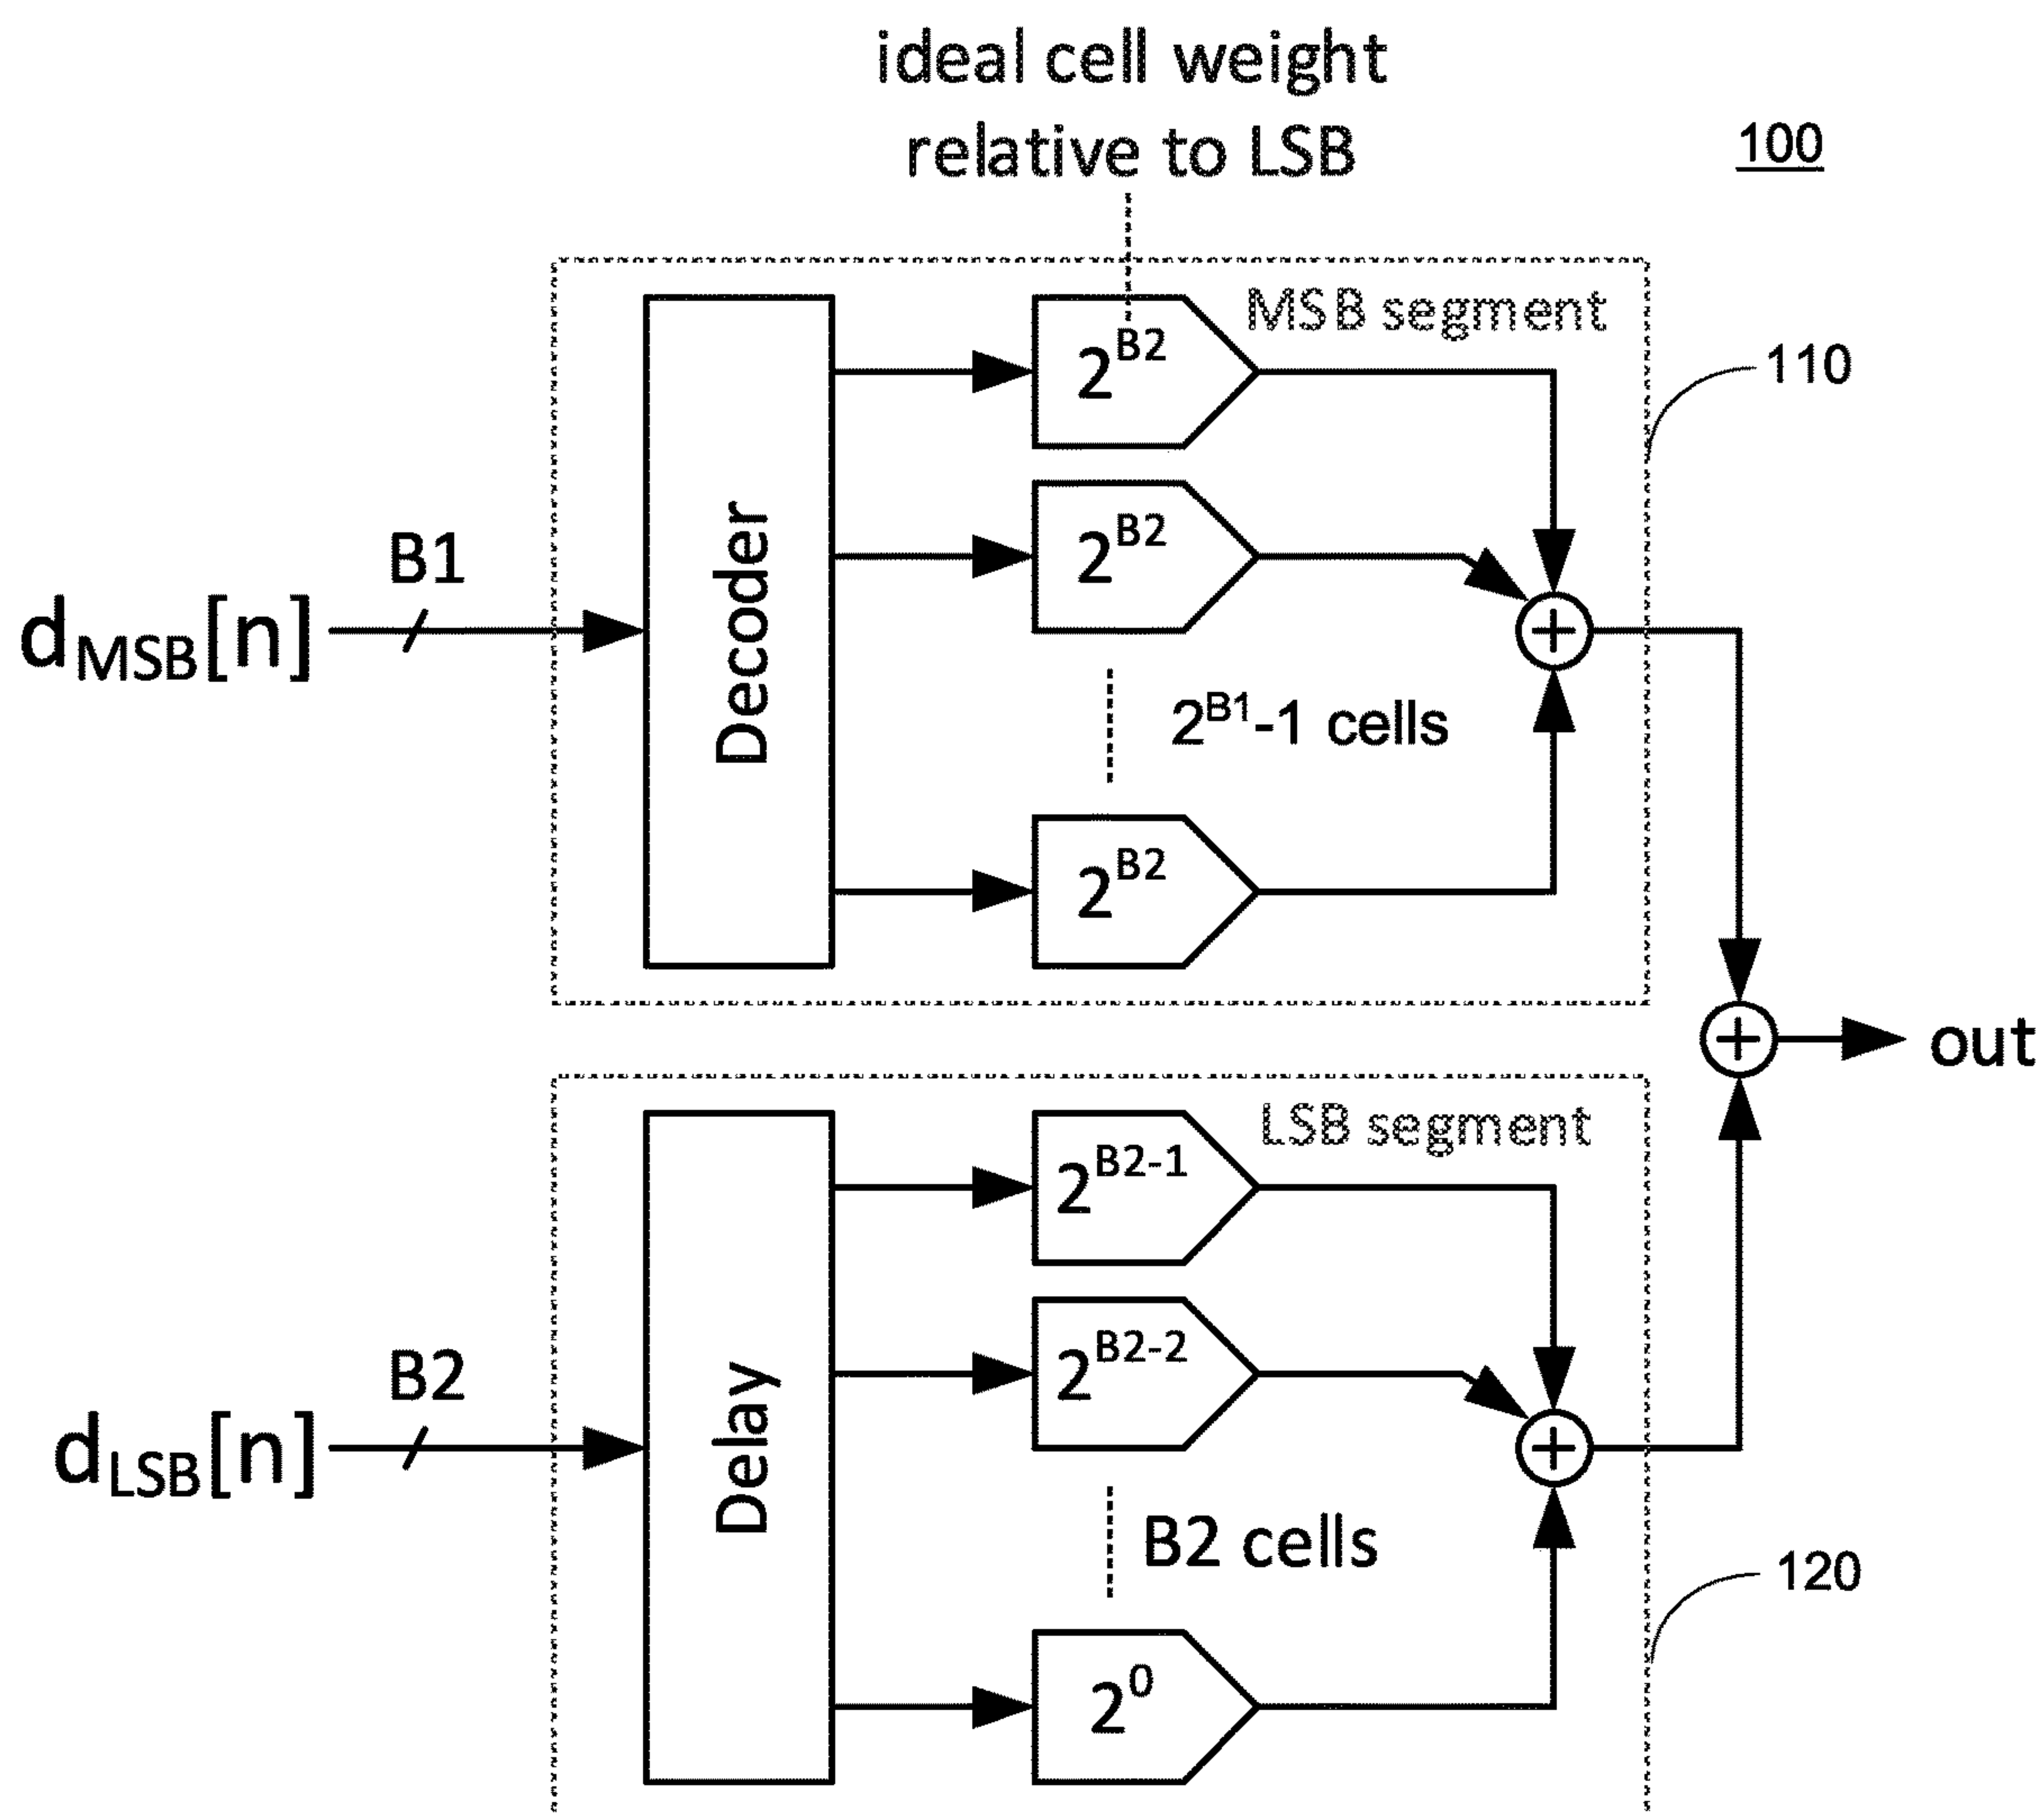 ideal cell weight
relative to LSB
100
MSB segment
2^B2
110
B1
2^B2
Decoder
d_MSB[n]
2^B1-1 cells
2^B2
out
LSB segment
2^B2-1
B2
2^B2-2
Delay
d_LSB[n]
B2 cells
120
2^0
+
+
+